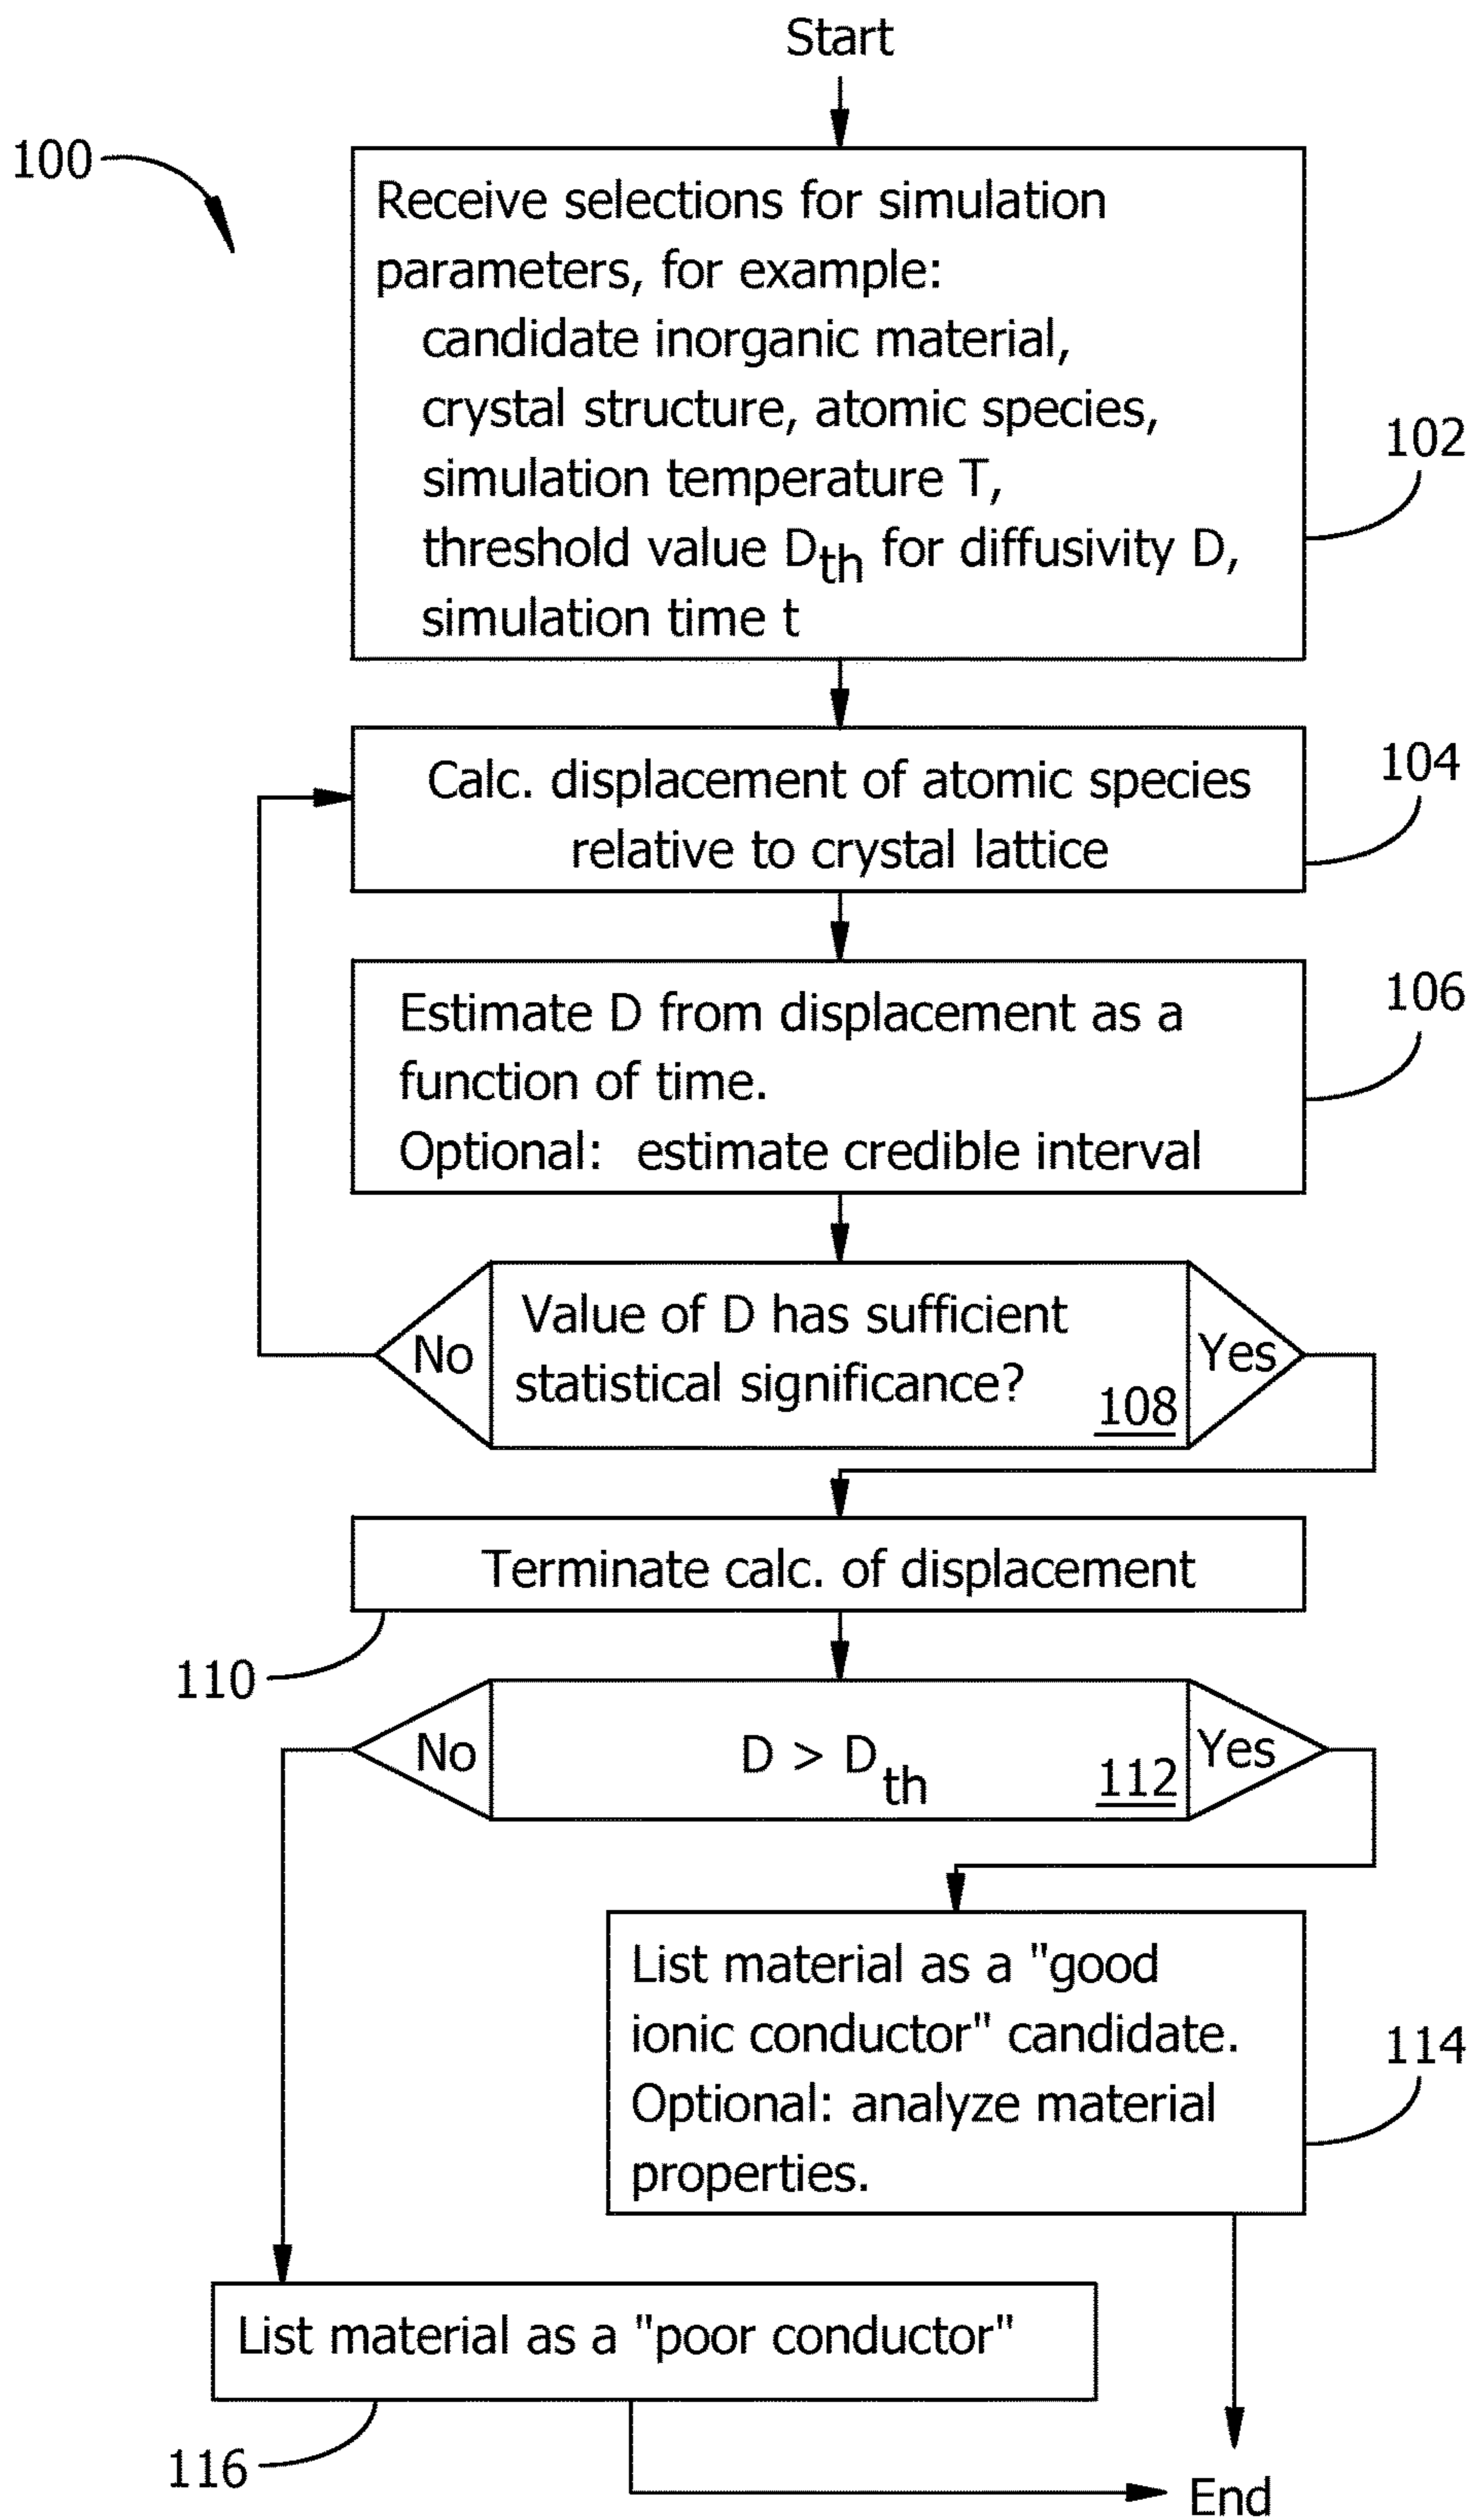 Start
100
Receive selections for simulation
parameters, for example:
candidate inorganic material,
crystal structure, atomic species,
simulation temperature T,
threshold value Dth for diffusivity D,
simulation time t
102
Calc. displacement of atomic species
relative to crystal lattice
104
Estimate D from displacement as a
function of time.
Optional: estimate credible interval
106
No
Value of D has sufficient
statistical significance?
108
Yes
Terminate calc. of displacement
110
No
D > Dth
112
Yes
List material as a "good
ionic conductor" candidate.
Optional: analyze material
properties.
114
List material as a "poor conductor"
116
End